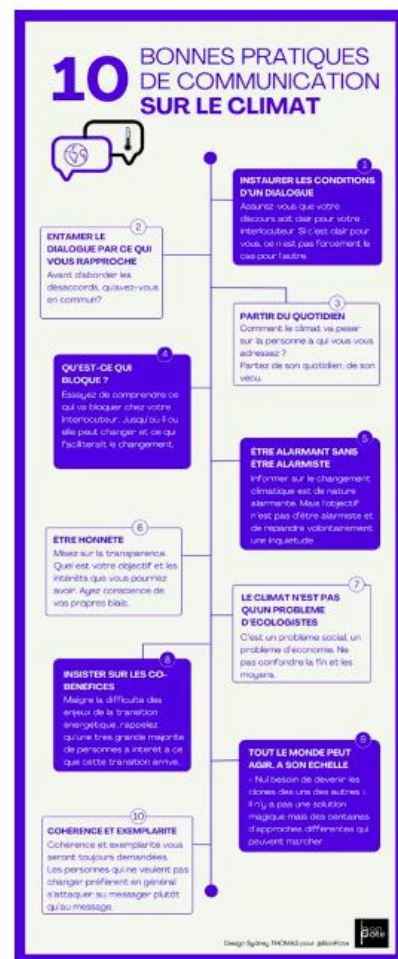 10
BONNES PRATIQUES
DE COMMUNICATION
SUR LE CLIMAT
1
INSTAURER LES CONDITIONS
D'UN DIALOGUE
Assurez-vous que votre
discours soit clair pour votre
interlocuteur. Si c'est clair pour
vous, ce n'est pas forcément le
cas pour l'autre.
2
ENTAMER LE
DIALOGUE PAR CE QUI
VOUS RAPPROCHE
Avant d'aborder les
désaccords, qu'avez-vous
en commun?
3
PARTIR DU QUOTIDIEN
Comment le climat va peser
sur la personne à qui vous vous
adressez ?
Partez de son quotidien, de son
vécu.
4
QU'EST-CE QUI
BLOQUE ?
Essayez de comprendre ce
qui va bloquer chez votre
interlocuteur. Jusqu'où il ou
elle peut changer et ce qui
faciliterait le changement.
5
ÊTRE ALARMANT SANS
ÊTRE ALARMISTE
Informer sur le changement
climatique est de nature
alarmante. Mais l'objectif
n'est pas d'être alarmiste et
de répandre volontairement
une inquiétude.
6
ÊTRE HONNÊTE
Misez sur la transparence.
Quel est votre objectif et les
intérêts que vous pourriez
avoir. Ayez conscience de
vos propres biais.
7
LE CLIMAT N'EST PAS
QU'UN PROBLÈME
D'ÉCOLOGISTES
C'est un problème social, un
problème d'économie. Ne
pas confondre la fin et les
moyens.
8
INSISTER SUR LES CO-
BÉNÉFICES
Malgré la difficulté des
enjeux de la transition
énergétique, rappelez
qu'une très grande majorité
de personnes a intérêt à ce
que cette transition arrive.
9
TOUT LE MONDE PEUT
AGIR, À SON ÉCHELLE
« Nul besoin de devenir les
clones des uns des autres ».
Il n'y a pas une solution
magique mais des centaines
d'approches différentes qui
peuvent marcher
10
COHÉRENCE ET EXEMPLARITÉ
Cohérence et exemplarité vous
seront toujours demandées.
Les personnes qui ne veulent pas
changer préfèrent en général
s'attaquer au messager plutôt
qu'au message.
Design Sydney THOMAS pour @BonPote
bon
Pote